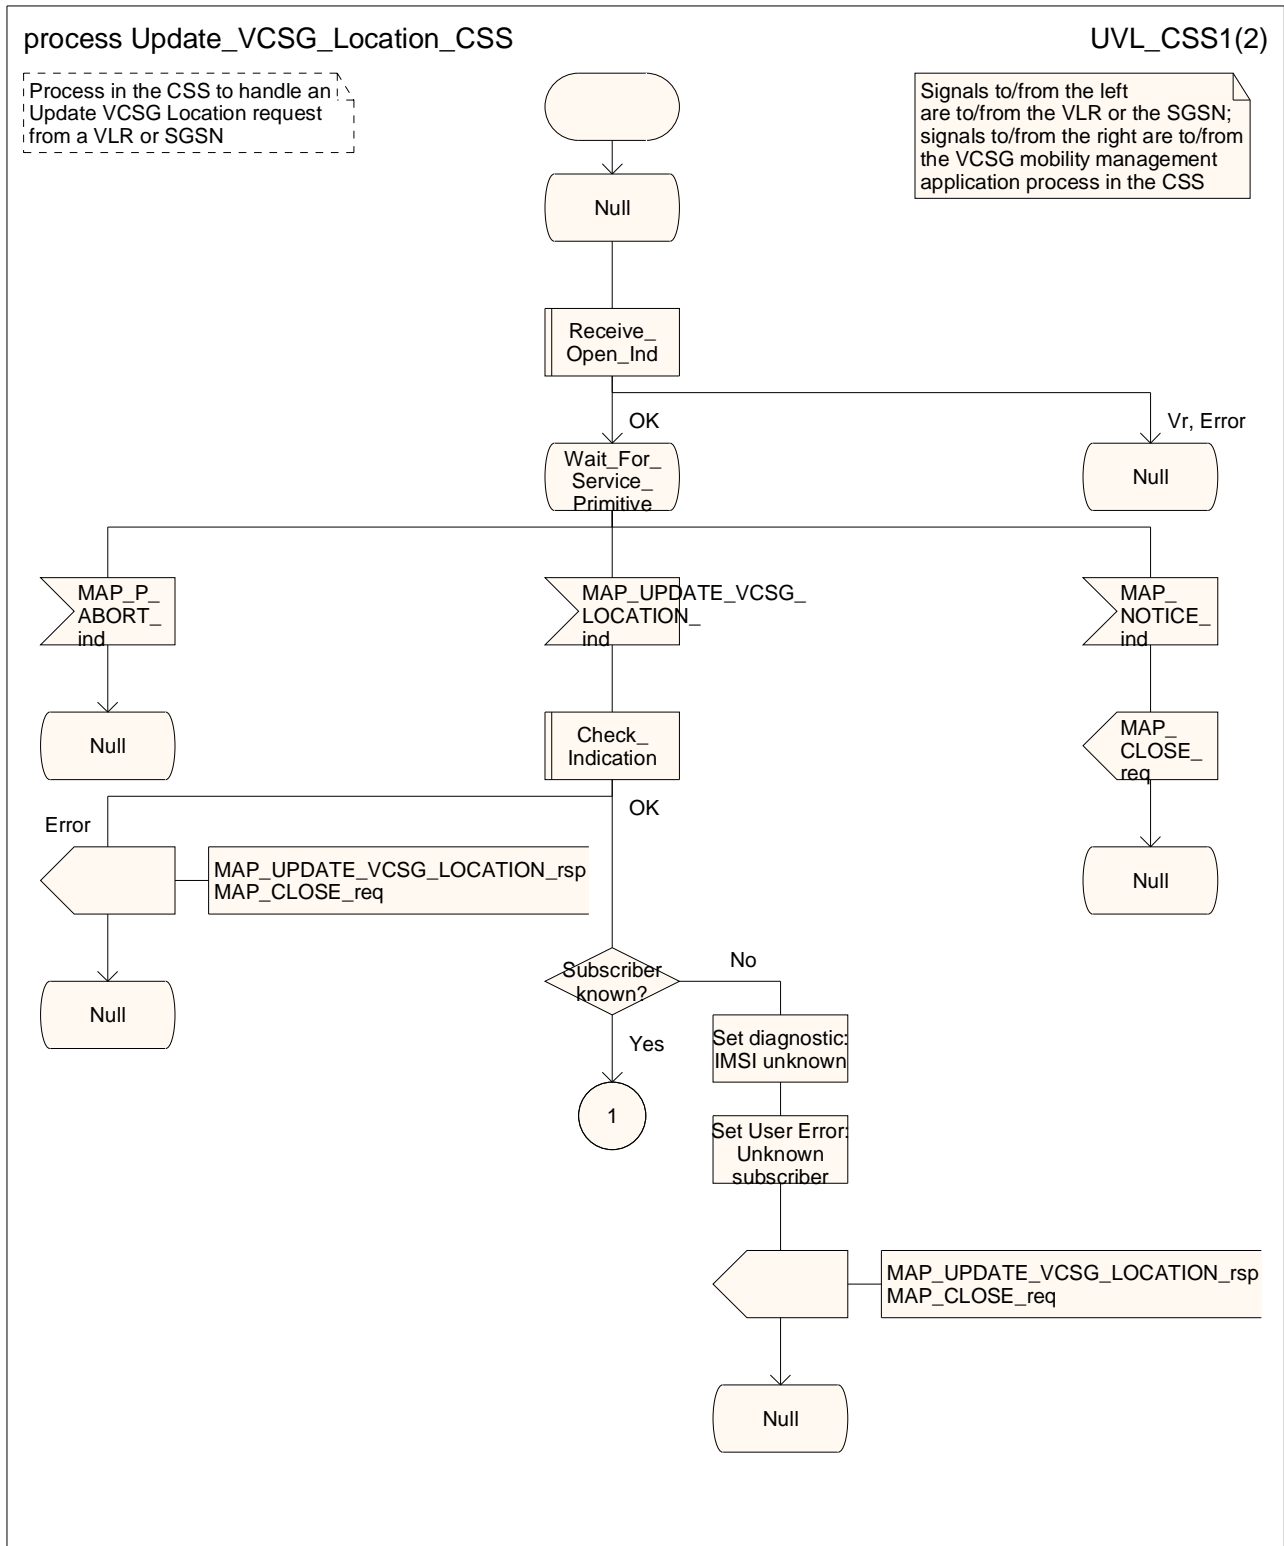 process Update_VCSG_Location_CSS
UVL_CSS1(2)
Process in the CSS to handle an
Update VCSG Location request
from a VLR or SGSN
Signals to/from the left
are to/from the VLR or the SGSN;
signals to/from the right are to/from
the VCSG mobility management
application process in the CSS
Null
Receive_
Open_Ind
OK
Vr, Error
Wait_For_
Service_
Primitive
Null
MAP_P_
ABORT_
ind
MAP_UPDATE_VCSG_
LOCATION_
ind
MAP_
NOTICE_
ind
Null
Check_
Indication
MAP_
CLOSE_
req
OK
Error
MAP_UPDATE_VCSG_LOCATION_rsp
MAP_CLOSE_req
Null
Null
Subscriber
known?
No
Yes
Set diagnostic:
IMSI unknown
1
Set User Error:
Unknown
subscriber
MAP_UPDATE_VCSG_LOCATION_rsp
MAP_CLOSE_req
Null